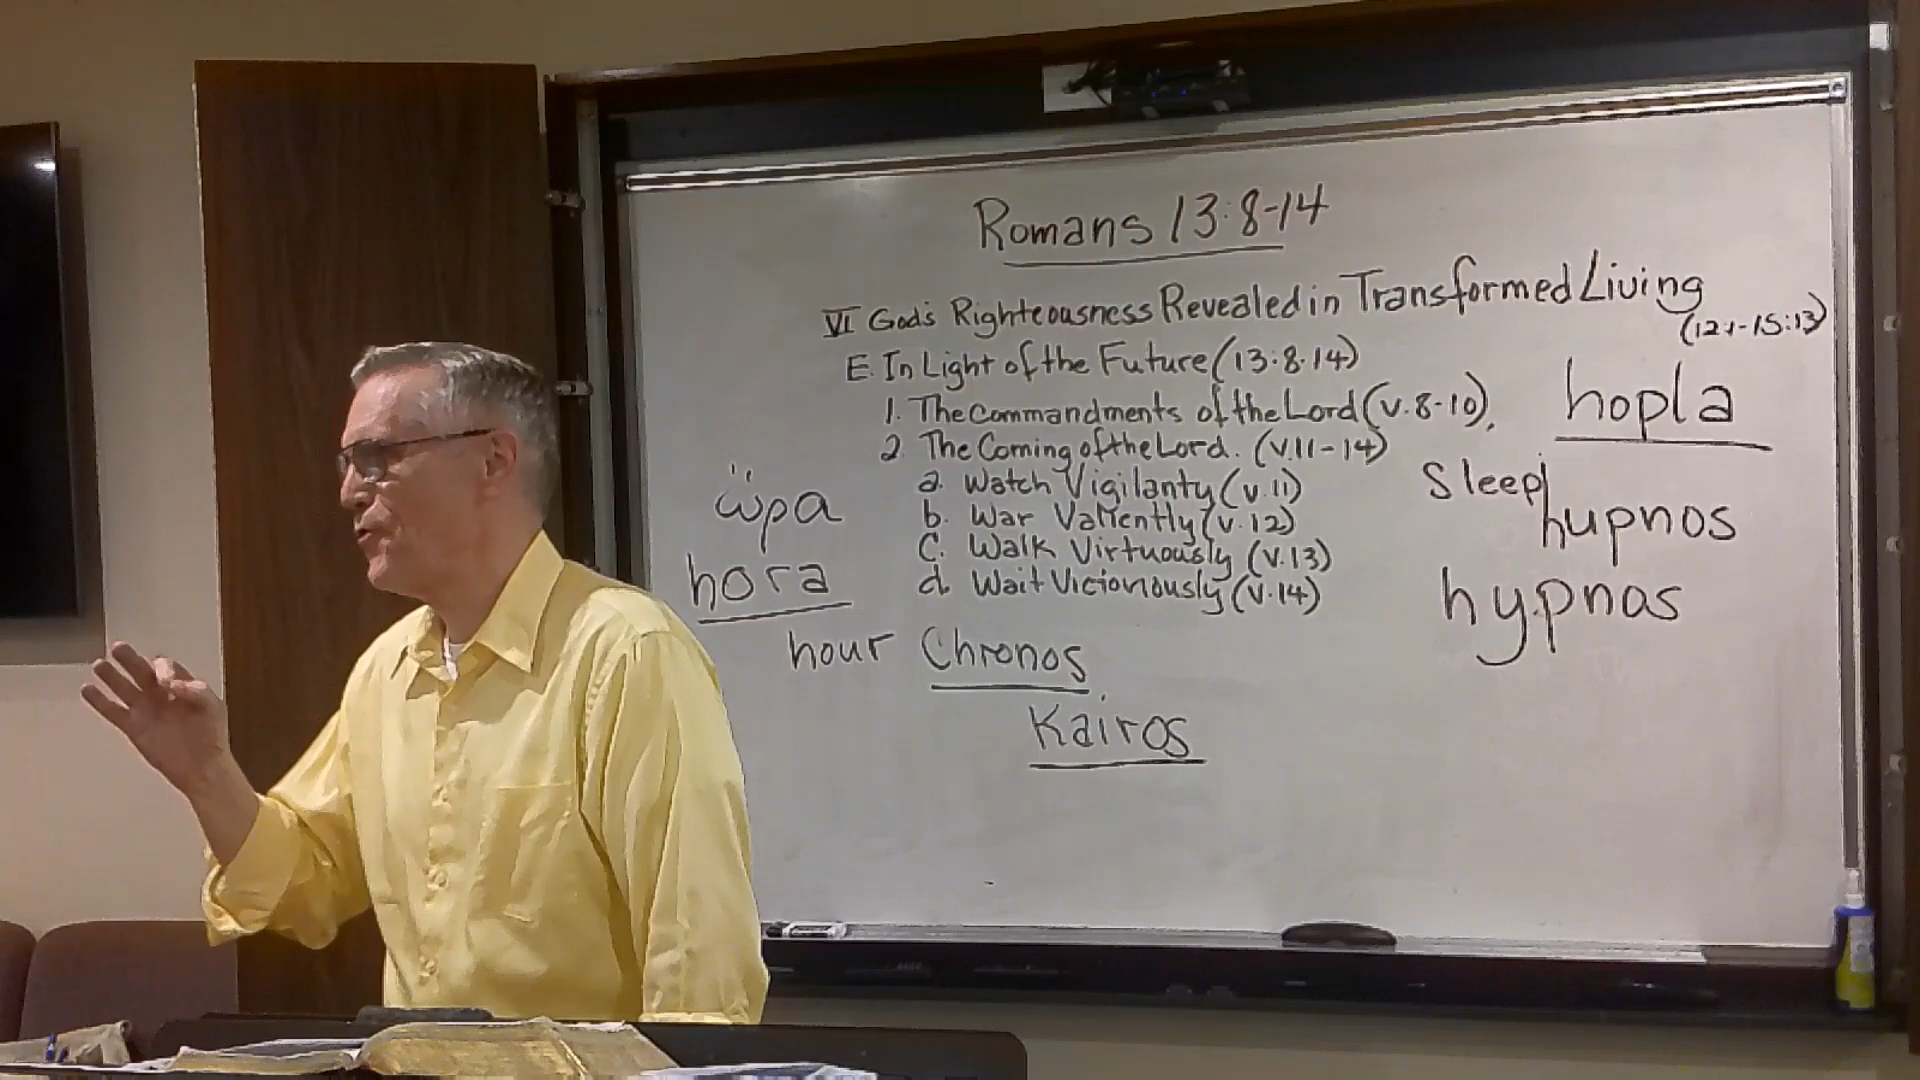 Romans 13:8-14
VI God's Righteousness Revealed in Transformed Living
(12:1-15:13)
E. In Light of the Future (13:8-14)
1. The Commandments of the Lord (v. 8-10),
2. The Coming of the Lord. (v.11-14)
a. Watch Vigilanty (v.11)
b. War Valiently (v.12)
C. Walk Virtuously (v.13)
d. Wait Vicionously (v.14)
ὥρα
hora
hour Chronos
Kairos
hopla
Sleep
hupnos
hypnos